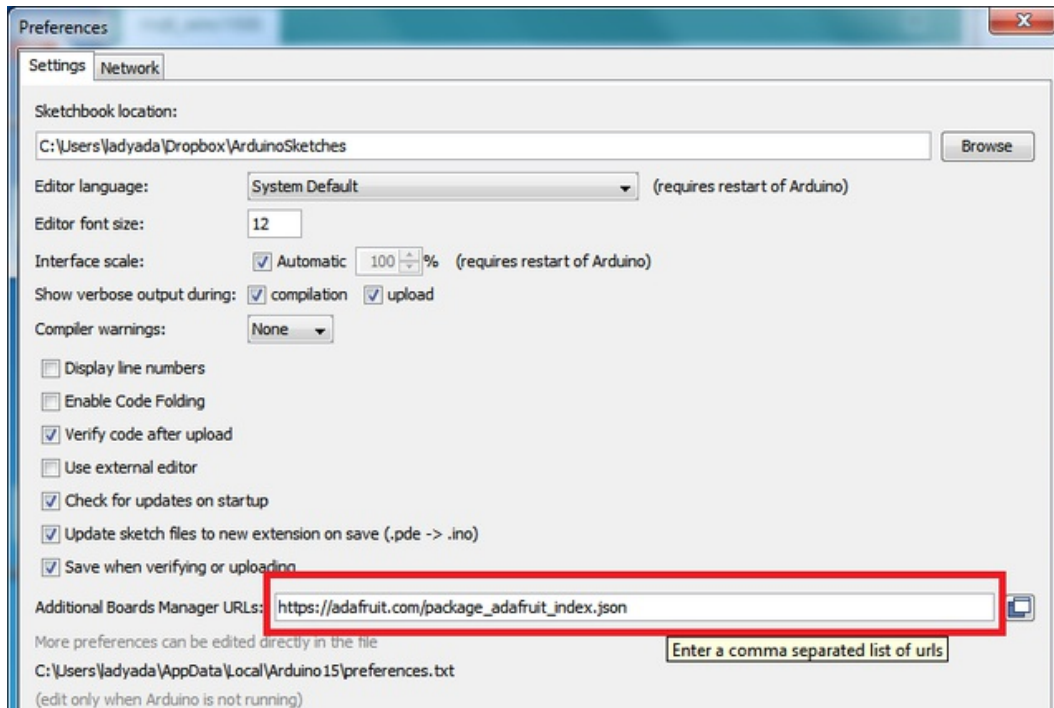 Preferences
Settings Network
Sketchbook location:
C:\Users\ladyada\Dropbox\ArduinoSketches Browse
Editor language: System Default (requires restart of Arduino)
Editor font size: 12
Interface scale: Automatic 100 % (requires restart of Arduino)
Show verbose output during: compilation upload
Compiler warnings: None
Display line numbers
Enable Code Folding
Verify code after upload
Use external editor
Check for updates on startup
Update sketch files to new extension on save (.pde -> .ino)
Save when verifying or uploading
Additional Boards Manager URLs: https://adafruit.com/package_adafruit_index.json
More preferences can be edited directly in the file
Enter a comma separated list of urls
C:\Users\ladyada\AppData\Local\Arduino15\preferences.txt
(edit only when Arduino is not running)